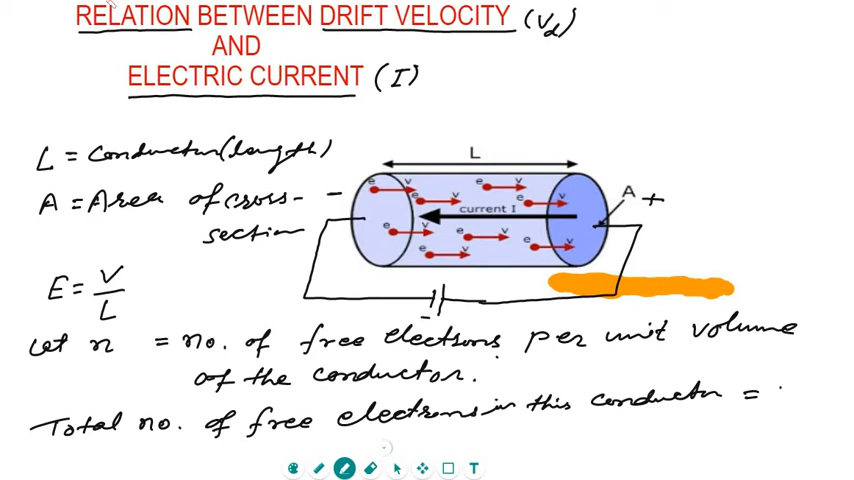 RELATION BETWEEN DRIFT VELOCITY (Vd)
AND
ELECTRIC CURRENT (I)
L = Conductor (length)
A = Area of cross-
section
E = V/L
L
e v
e v
e v
e v
current I
e v
e v
e v
e v
A
- +
-
Let n = no. of free electrons per unit volume
of the conductor.
Total no. of free electrons in this conductor =
T